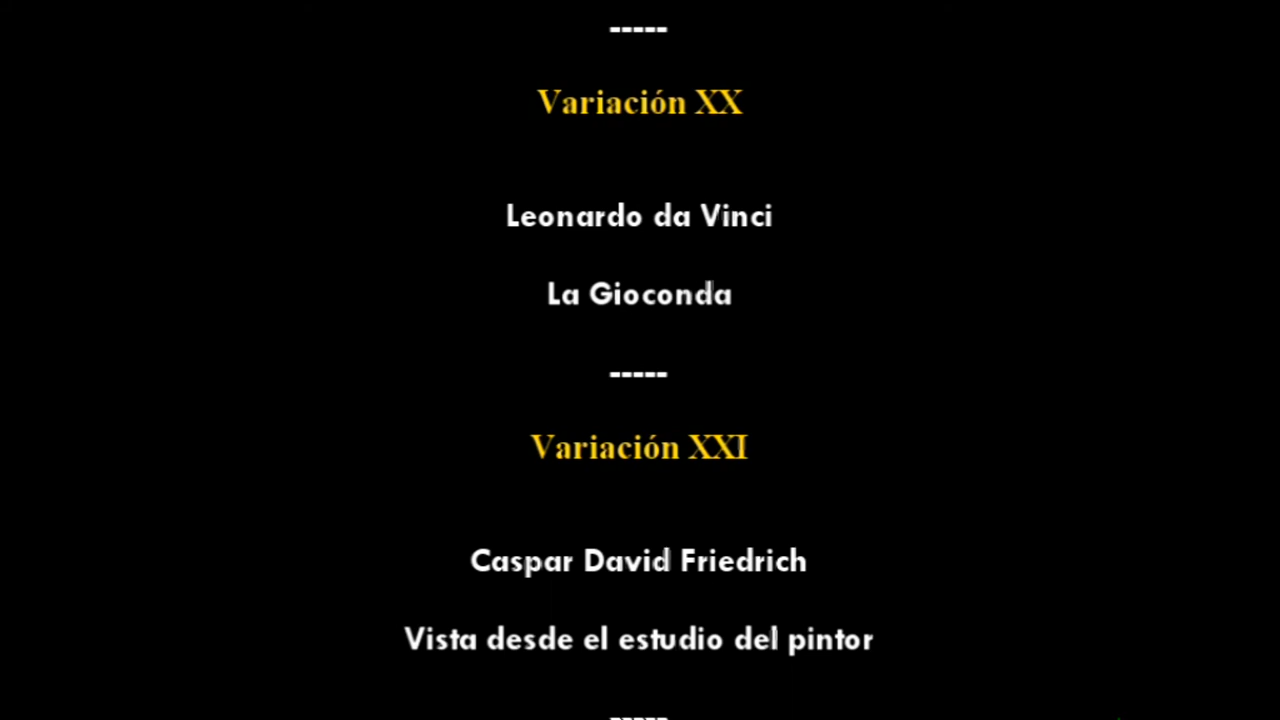 -----
Variación XX
Leonardo da Vinci
La Gioconda
-----
Variación XXI
Caspar David Friedrich
Vista desde el estudio del pintor
-----